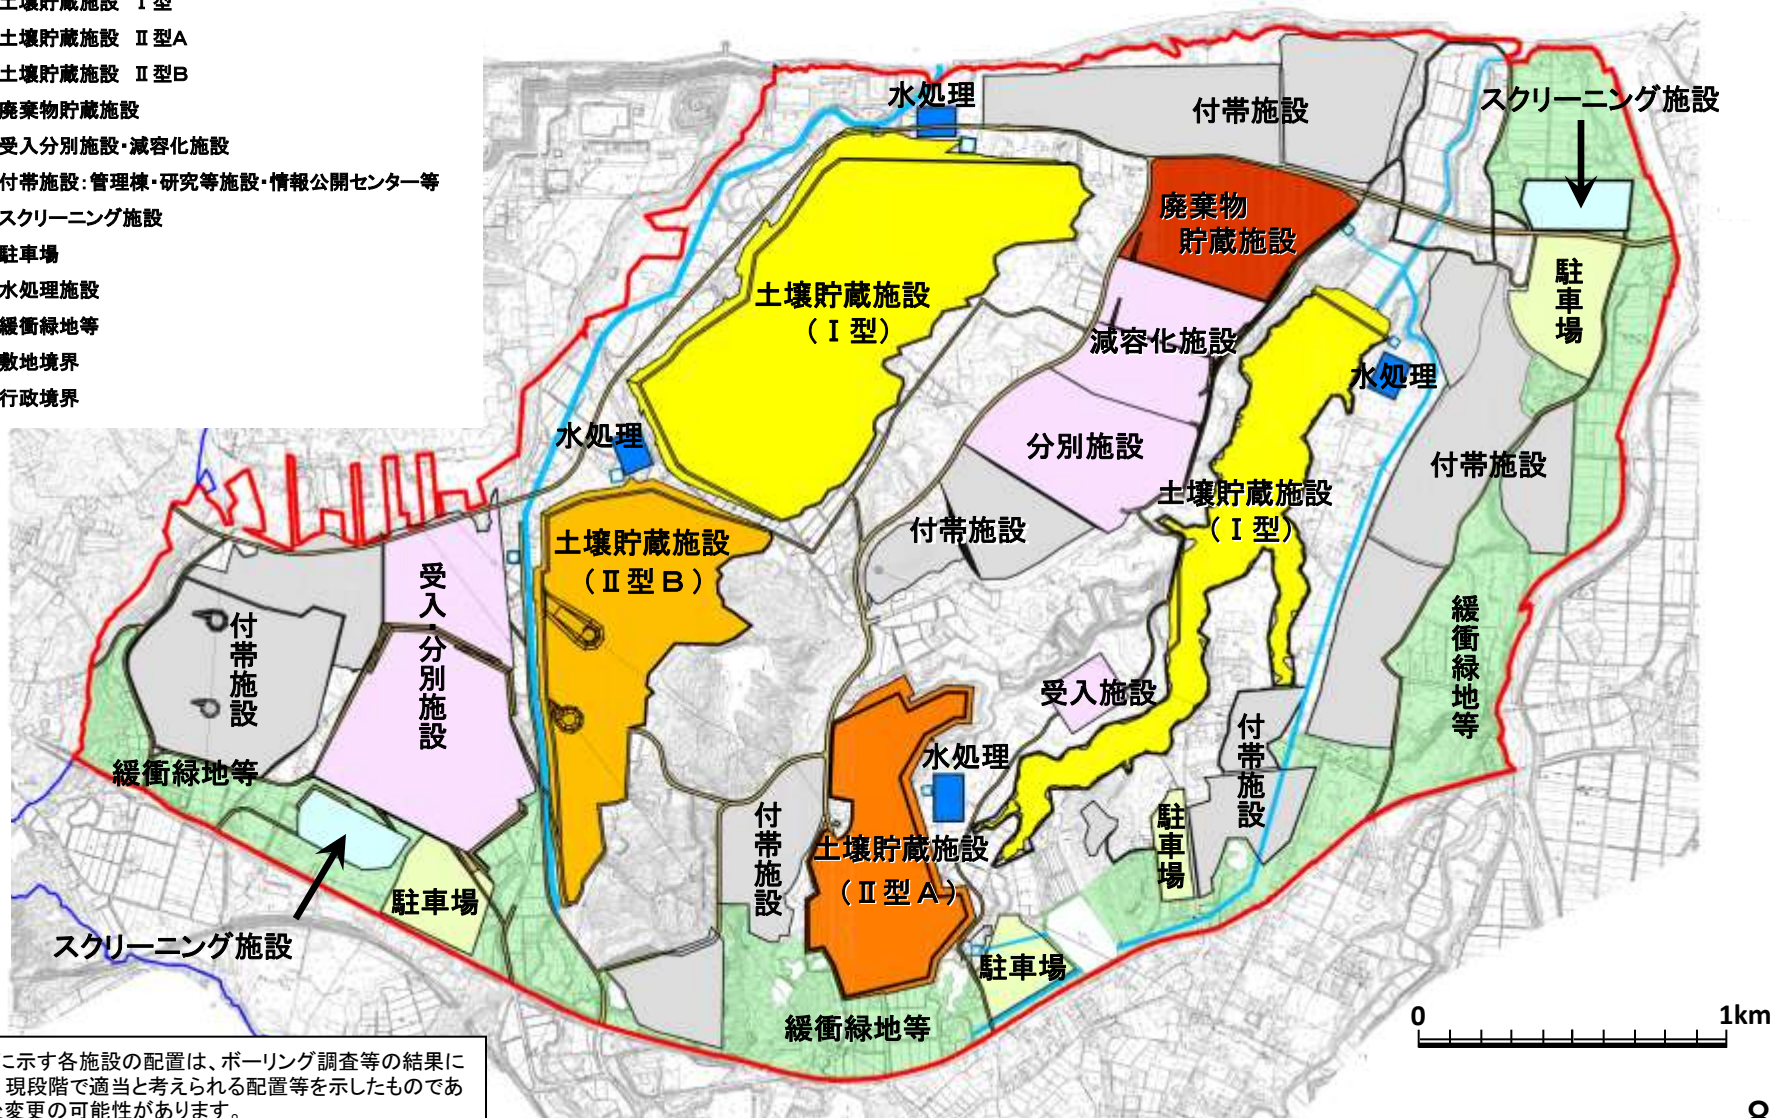 土壌貯蔵施設 Ⅰ型
土壌貯蔵施設 Ⅱ型A
土壌貯蔵施設 Ⅱ型B
廃棄物貯蔵施設
受入分別施設・減容化施設
付帯施設：管理棟・研究等施設・情報公開センター等
スクリーニング施設
駐車場
水処理施設
緩衝緑地等
敷地境界
行政境界
水処理
付帯施設
スクリーニング施設
廃棄物
貯蔵施設
土壌貯蔵施設
（Ⅰ型）
駐車場
減容化施設
水処理
水処理
分別施設
付帯施設
土壌貯蔵施設
（Ⅰ型）
付帯施設
土壌貯蔵施設
（Ⅱ型Ｂ）
受入・分別施設
付帯施設
緩衝緑地等
受入施設
付帯施設
水処理
緩衝緑地等
付帯施設
駐車場
土壌貯蔵施設
（Ⅱ型Ａ）
駐車場
スクリーニング施設
駐車場
緩衝緑地等
0 1km
に示す各施設の配置は、ボーリング調査等の結果に
現段階で適当と考えられる配置等を示したものであ
変更の可能性があります。
8